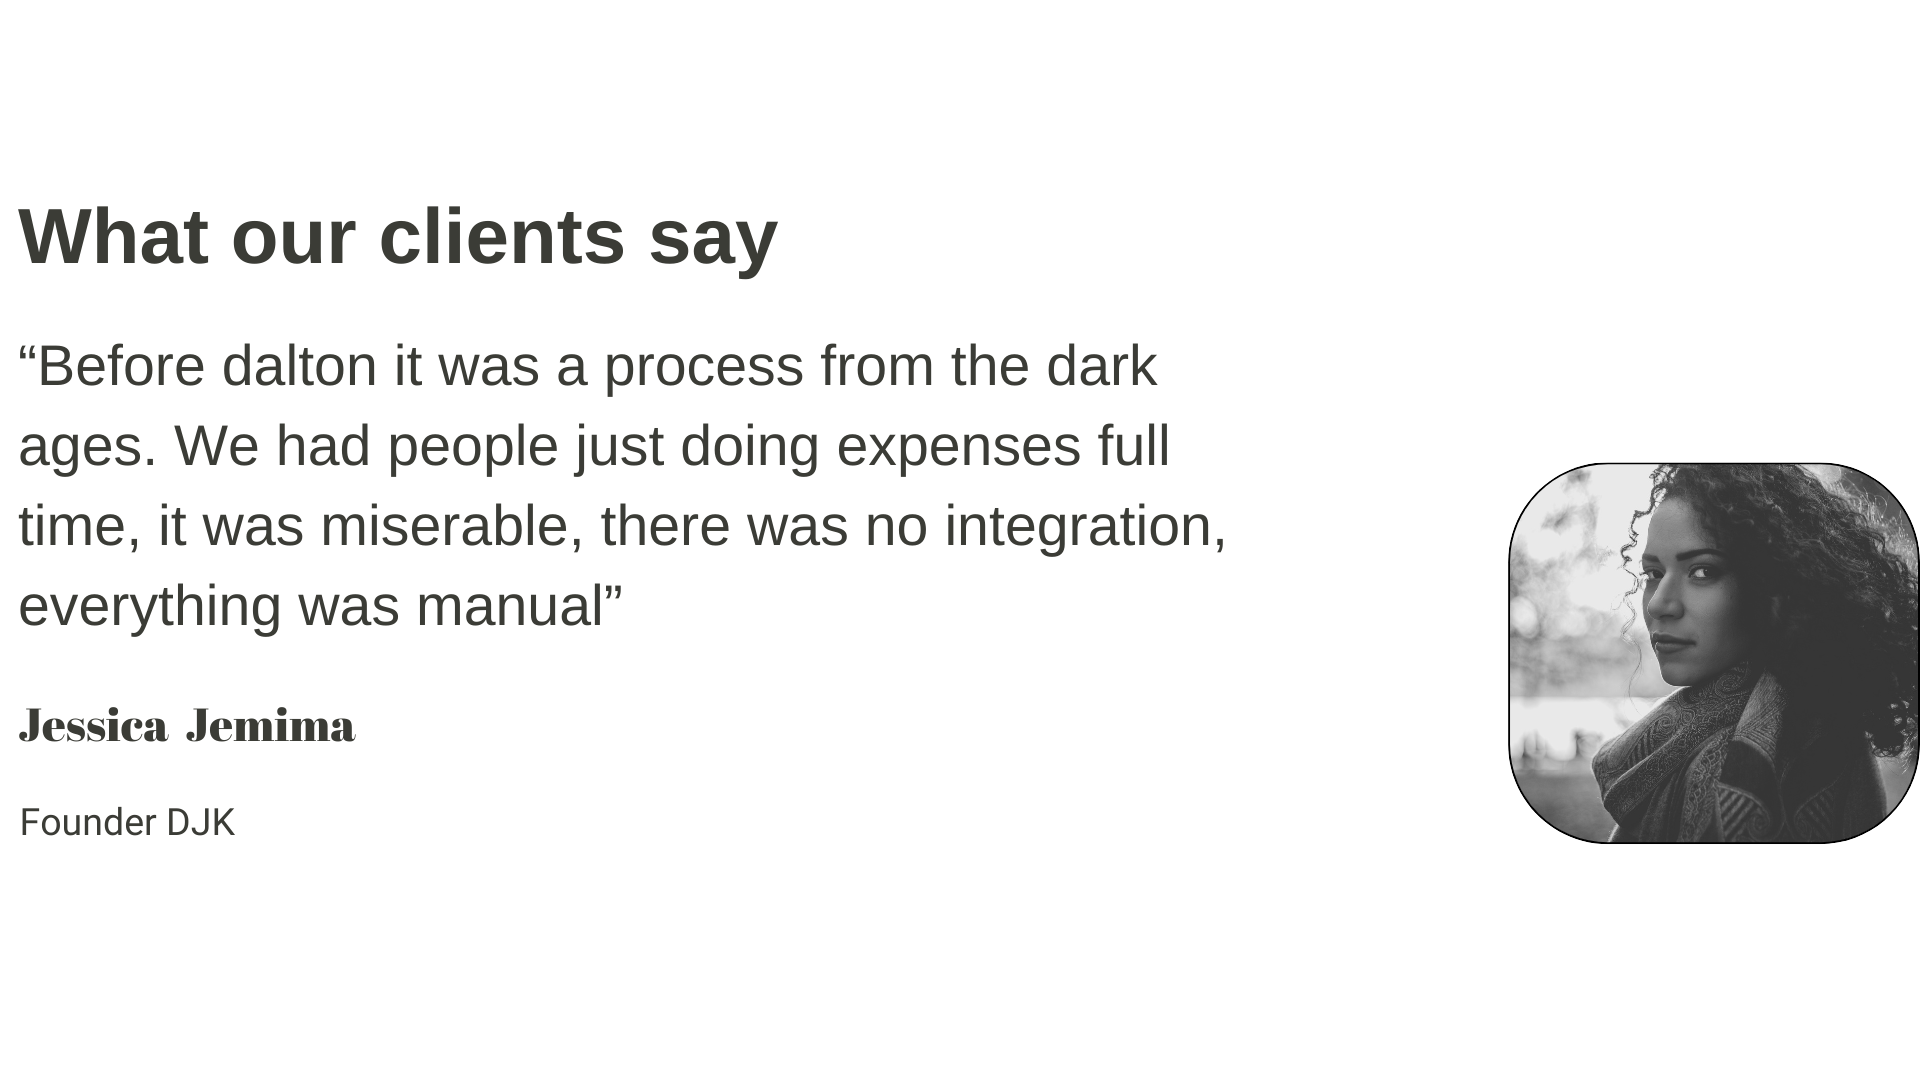 What our clients say
“Before dalton it was a process from the dark
ages. We had people just doing expenses full
time, it was miserable, there was no integration,
everything was manual”
Jessica Jemima
Founder DJK